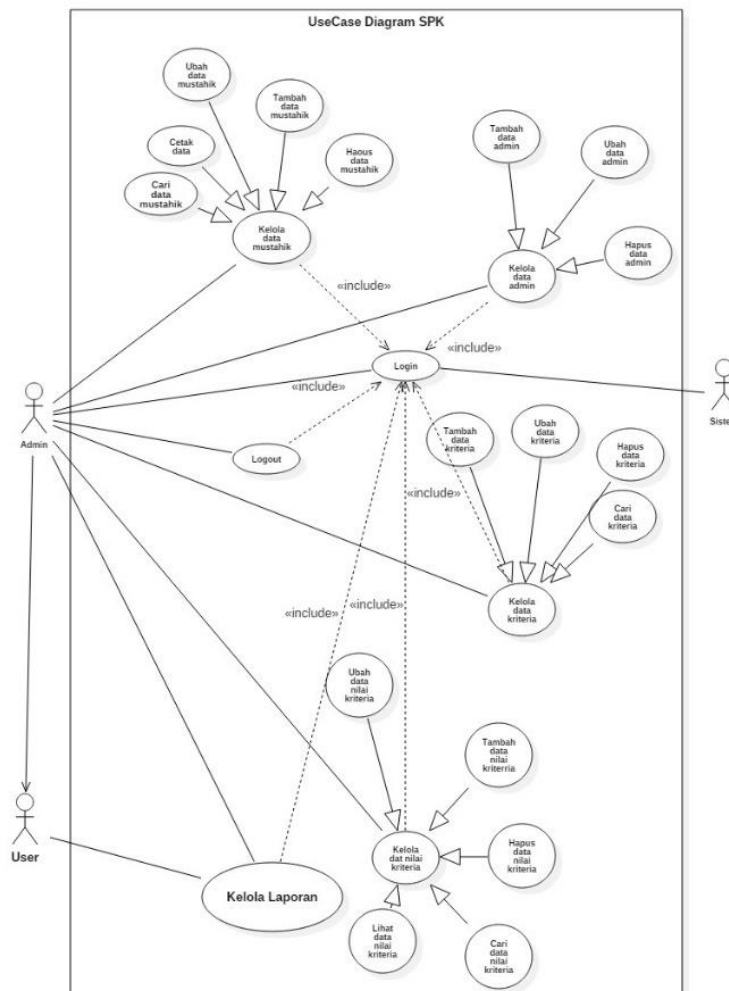 UseCase Diagram SPK
Ubah
data
mustahik
Tambah
data
mustahik
Cetak
data
Haous
data
mustahik
Cari
data
mustahik
Kelola
data
mustahik
Tambah
data
admin
Ubah
data
admin
Hapus
data
admin
Kelola
data
admin
«include»
«include»
Login
«include»
Admin
Logout
Siste
Tambah
data
kriteria
Ubah
data
kriteria
Hapus
data
kriteria
Cari
data
kriteria
«include»
Kelola
data
kriteria
«include»
«include»
Ubah
data
nilai
kriteria
Tambah
data
nilai
kriterria
Kelola
dat nilai
kriteria
Hapus
data
nilai
kriteria
User
Kelola Laporan
Lihat
data
nilai
kriteria
Cari
data
nilai
kriteria